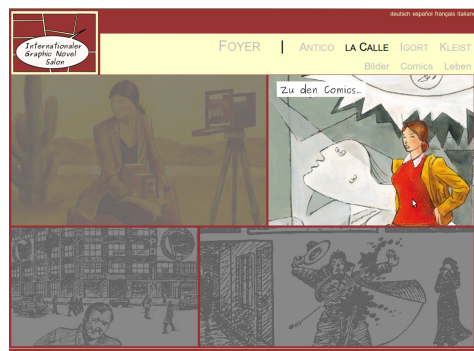 deutsch español français italiano
Internationaler
Graphic Novel
Salon
FOYER | ANTICO LA CALLE IGORT KLEIST
Bilder Comics Leben
Zu den Comics...